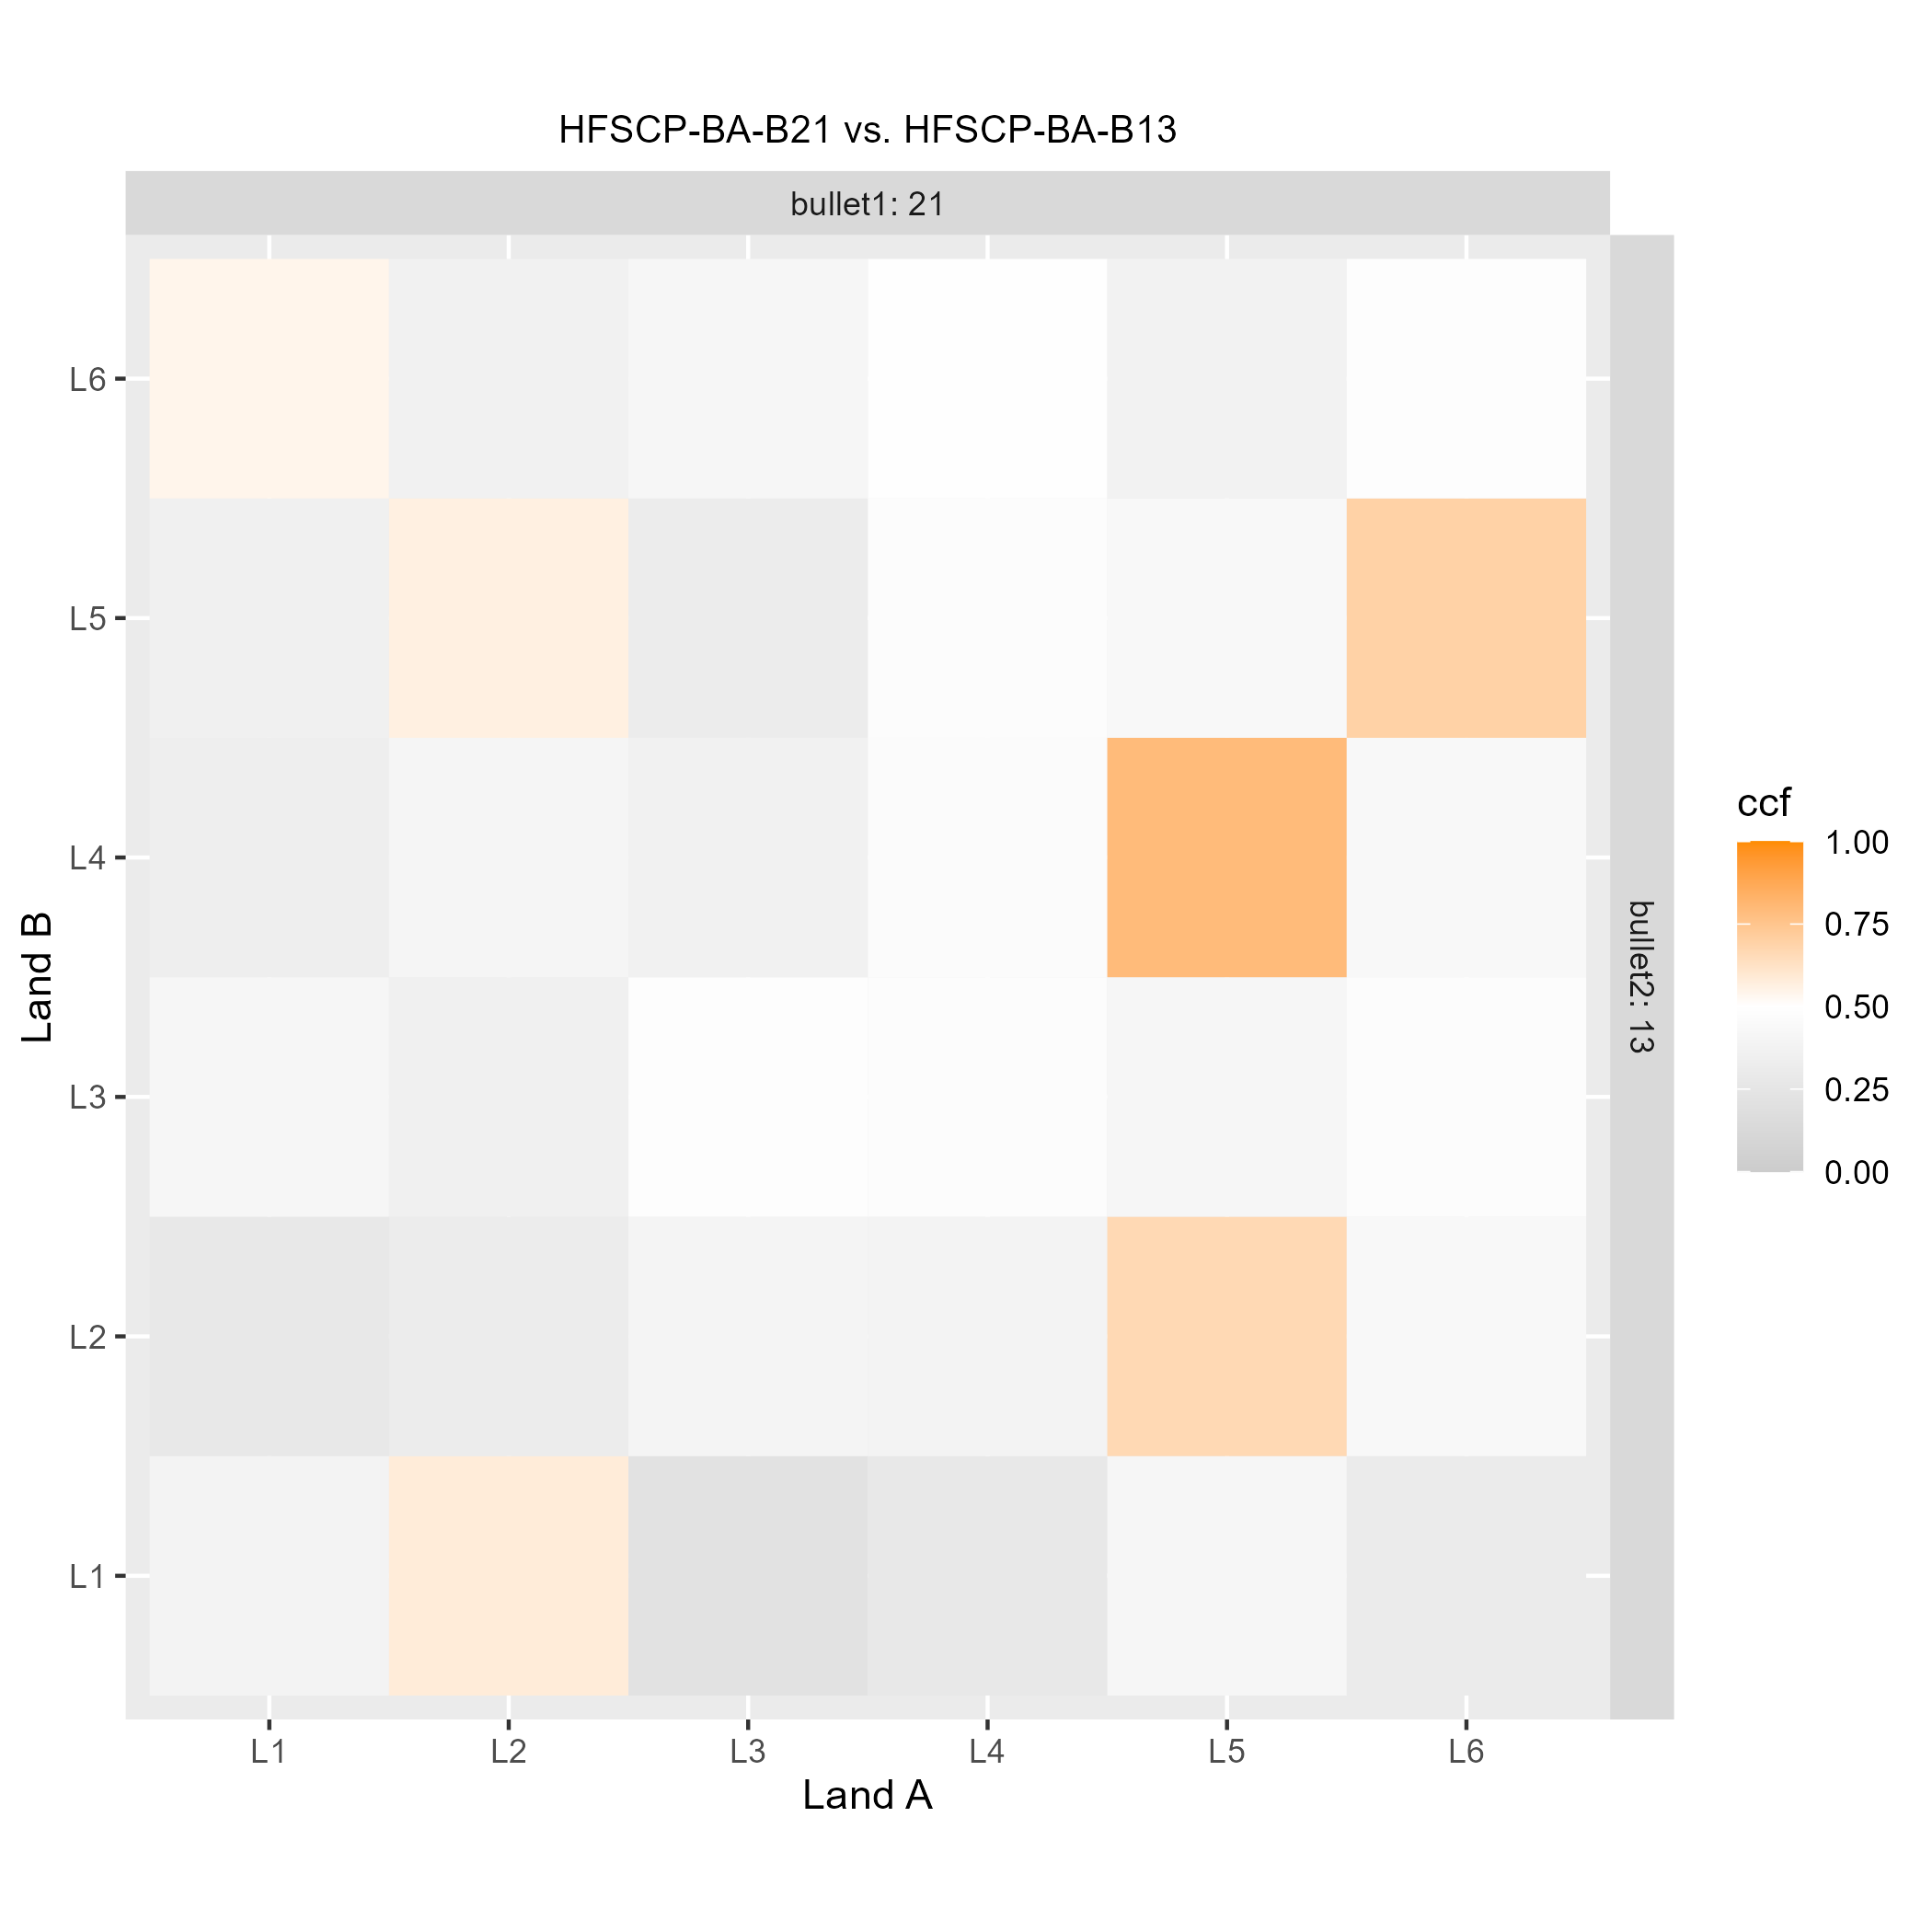 HFSCP-BA-B21 vs. HFSCP-BA-B13
bullet1: 21
L6
L5
L4
L3
L2
L1
Land B
bullet2: 13
ccf
1.00
0.75
0.50
0.25
0.00
L1 L2 L3 L4 L5 L6
Land A